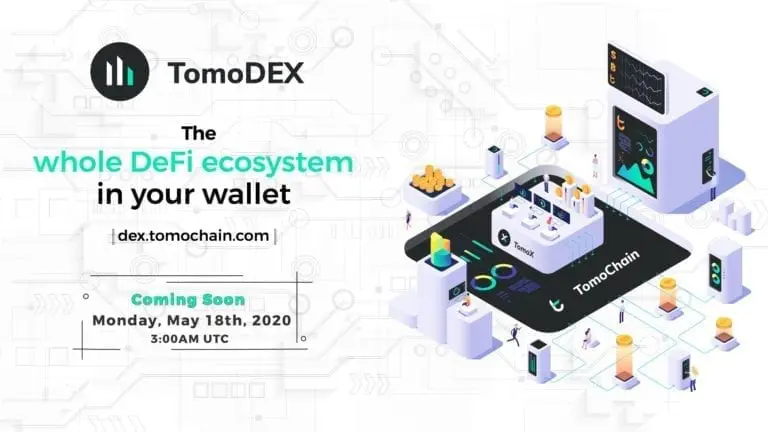 TomoDEX
The
whole DeFi ecosystem
in your wallet
dex.tomochain.com
Coming Soon
Monday, May 18th, 2020
3:00AM UTC
TomoX
TomoChain